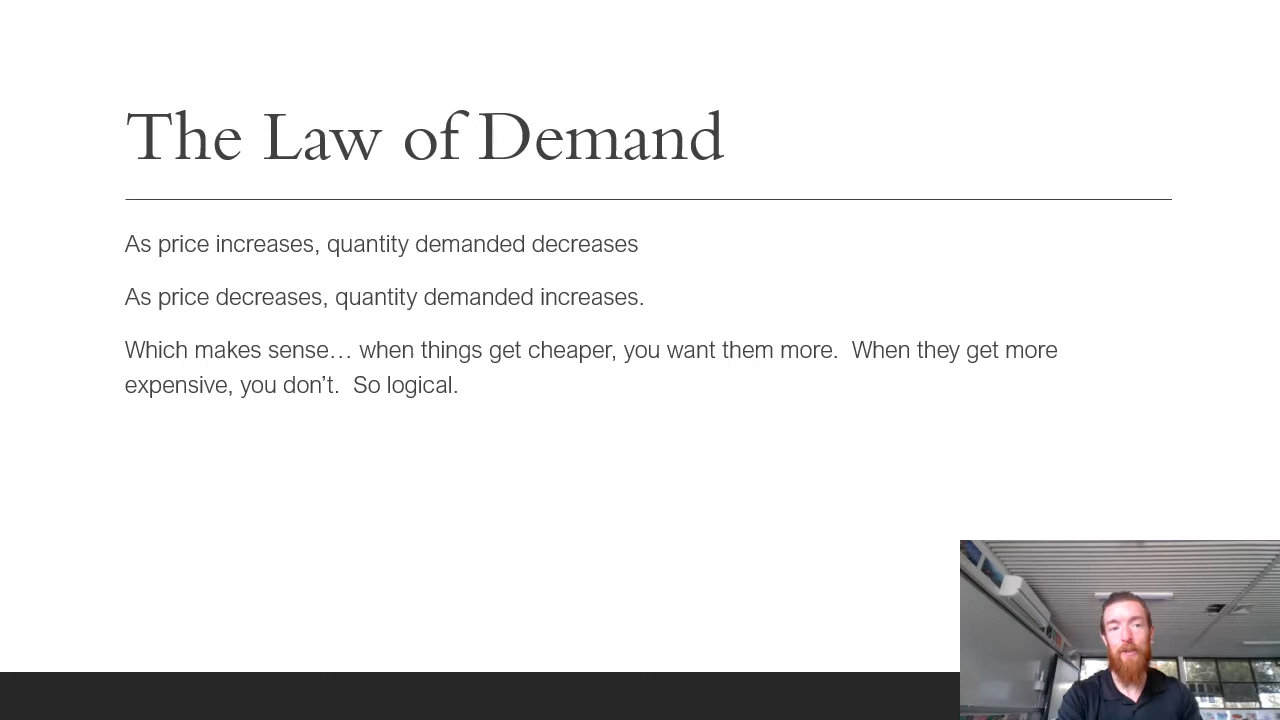 The Law of Demand
As price increases, quantity demanded decreases
As price decreases, quantity demanded increases.
Which makes sense… when things get cheaper, you want them more.  When they get more
expensive, you don’t.  So logical.